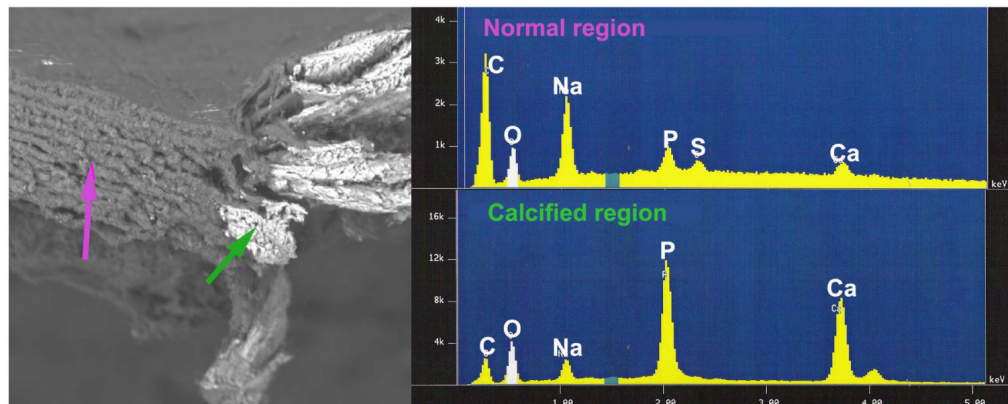 Normal region
4k
3k
2k
1k
C
O
Na
P
S
Ca
keV
Calcified region
16k
12k
8k
4k
C
O
Na
P
P
Ca
Ca
keV
1.00
2.00
3.00
4.00
5.00